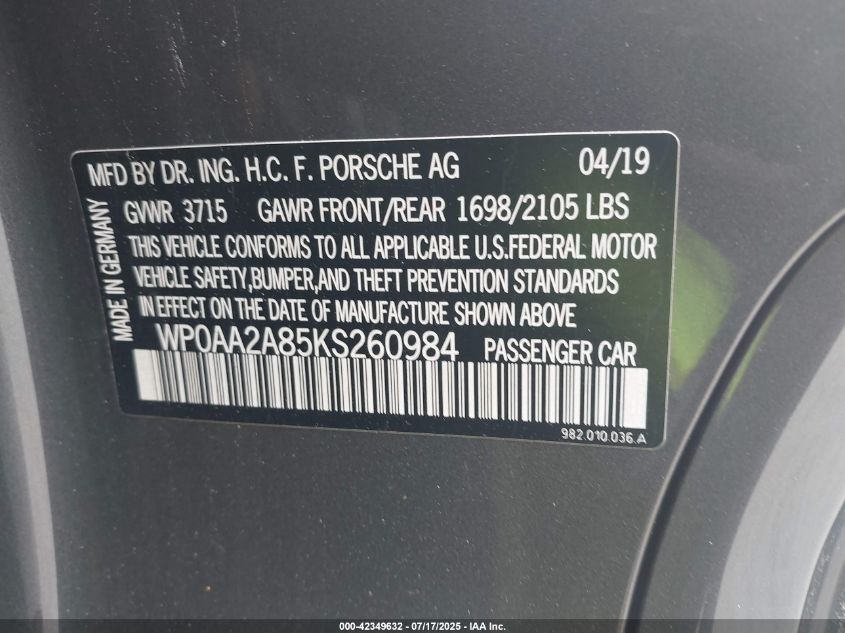 MFD BY DR. ING. H.C. F. PORSCHE AG 04/19
GVWR 3715 GAWR FRONT/REAR 1698/2105 LBS
THIS VEHICLE CONFORMS TO ALL APPLICABLE U.S.FEDERAL MOTOR
VEHICLE SAFETY,BUMPER,AND THEFT PREVENTION STANDARDS
IN EFFECT ON THE DATE OF MANUFACTURE SHOWN ABOVE
MADE IN GERMANY
WP0AA2A85KS260984 PASSENGER CAR
982.010.036.A
000-42349632 - 07/17/2025 - IAA Inc.